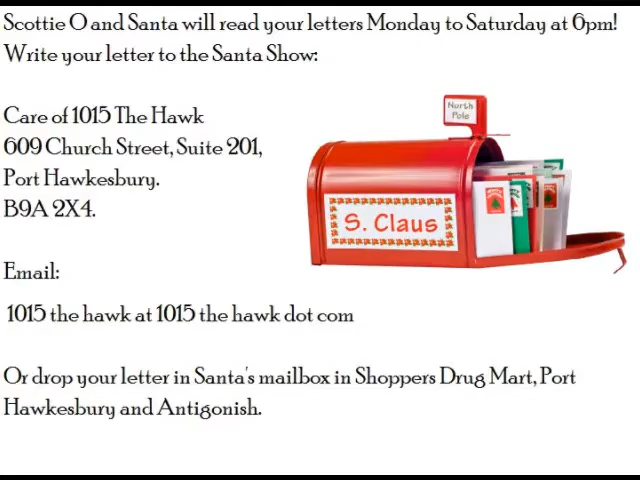 Scottie O and Santa will read your letters Monday to Saturday at 6pm!
Write your letter to the Santa Show:
Care of 1015 The Hawk
609 Church Street, Suite 201,
Port Hawkesbury.
B9A 2X4.
North
Pole
S. Claus
Email:
1015 the hawk at 1015 the hawk dot com
Or drop your letter in Santa's mailbox in Shoppers Drug Mart, Port
Hawkesbury and Antigonish.